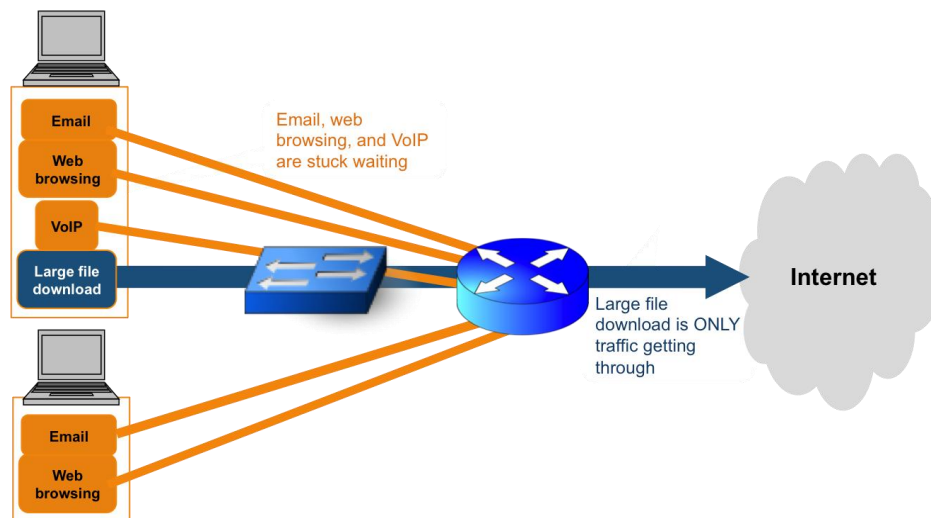 Email
Web
browsing
VoIP
Large file
download
Email, web
browsing, and VoIP
are stuck waiting
Internet
Large file
download is ONLY
traffic getting
through
Email
Web
browsing